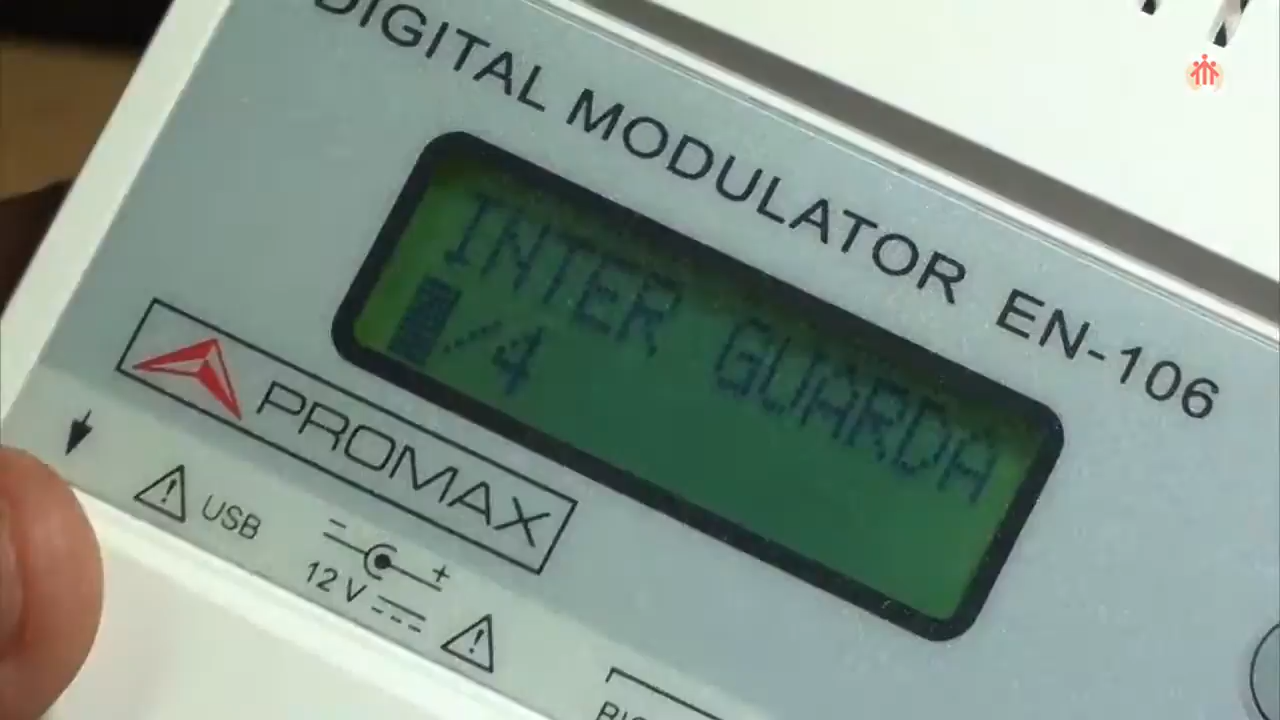 DIGITAL MODULATOR EN-106
INTER GUARDA
/4
PROMAX
USB
- +
12 V